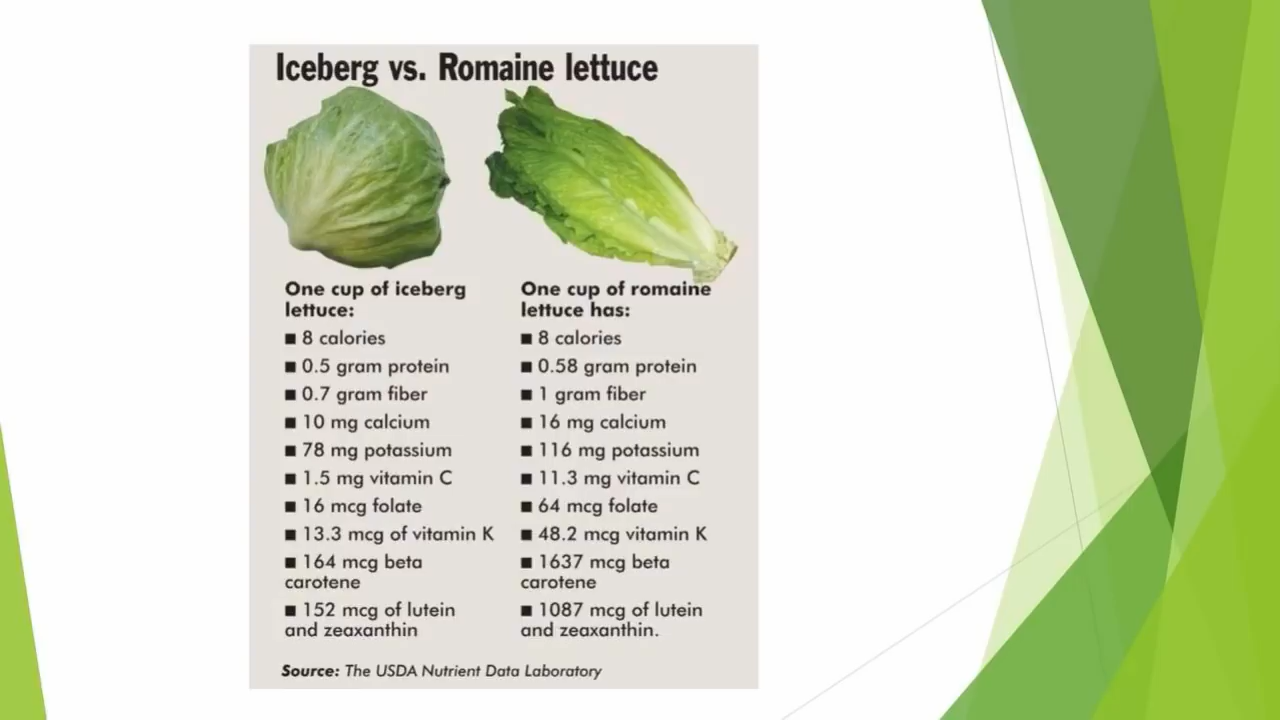 Iceberg vs. Romaine lettuce
One cup of iceberg
lettuce:
■ 8 calories
■ 0.5 gram protein
■ 0.7 gram fiber
■ 10 mg calcium
■ 78 mg potassium
■ 1.5 mg vitamin C
■ 16 mcg folate
■ 13.3 mcg of vitamin K
■ 164 mcg beta
carotene
■ 152 mcg of lutein
and zeaxanthin
One cup of romaine
lettuce has:
■ 8 calories
■ 0.58 gram protein
■ 1 gram fiber
■ 16 mg calcium
■ 116 mg potassium
■ 11.3 mg vitamin C
■ 64 mcg folate
■ 48.2 mcg vitamin K
■ 1637 mcg beta
carotene
■ 1087 mcg of lutein
and zeaxanthin.
Source: The USDA Nutrient Data Laboratory